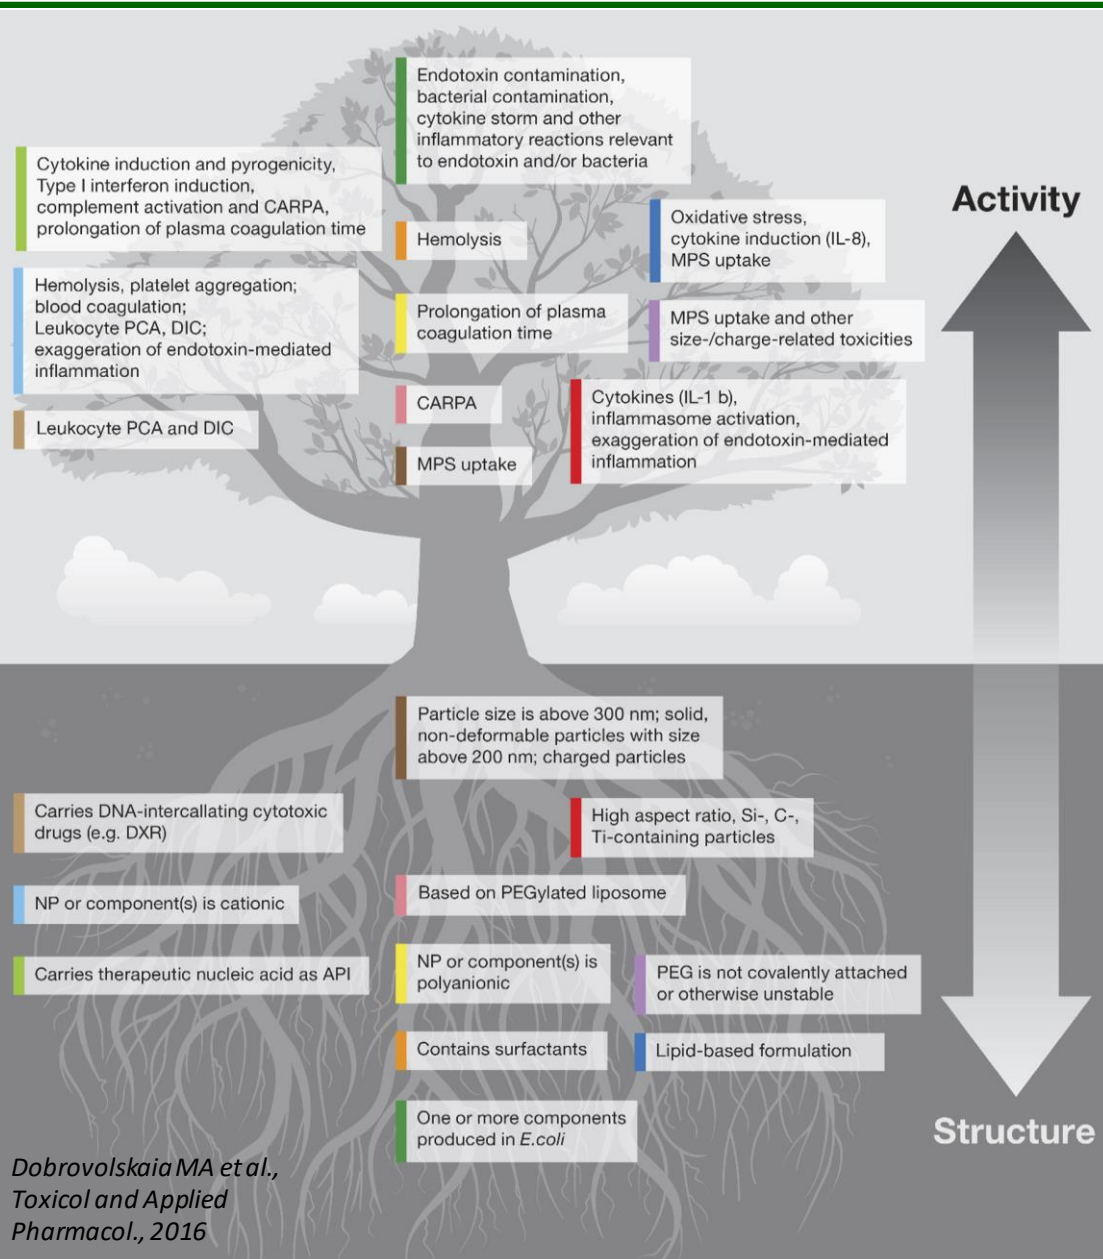 Endotoxin contamination,
bacterial contamination,
cytokine storm and other
inflammatory reactions relevant
to endotoxin and/or bacteria
Cytokine induction and pyrogenicity,
Type I interferon induction,
complement activation and CARPA,
prolongation of plasma coagulation time
Activity
Oxidative stress,
cytokine induction (IL-8),
MPS uptake
Hemolysis
Hemolysis, platelet aggregation;
blood coagulation;
Leukocyte PCA, DIC;
exaggeration of endotoxin-mediated
inflammation
Prolongation of plasma
coagulation time
MPS uptake and other
size-/charge-related toxicities
CARPA
Cytokines (IL-1 b),
inflammasome activation,
exaggeration of endotoxin-mediated
inflammation
Leukocyte PCA and DIC
MPS uptake
Particle size is above 300 nm; solid,
non-deformable particles with size
above 200 nm; charged particles
Carries DNA-intercallating cytotoxic
drugs (e.g. DXR)
High aspect ratio, Si-, C-,
Ti-containing particles
NP or component(s) is cationic
Based on PEGylated liposome
Carries therapeutic nucleic acid as API
NP or component(s) is
polyanionic
PEG is not covalently attached
or otherwise unstable
Contains surfactants
Lipid-based formulation
One or more components
produced in E.coli
Structure
Dobrovolskaia MA et al.,
Toxicol and Applied
Pharmacol., 2016